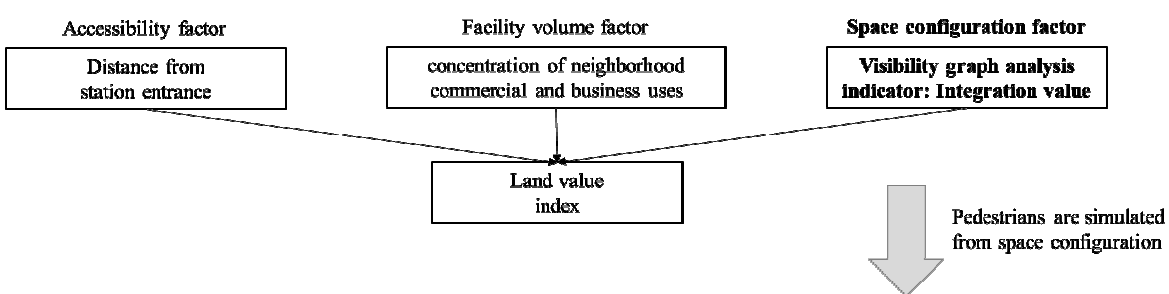 Accessibility factor
Distance from
station entrance
Facility volume factor
concentration of neighborhood
commercial and business uses
Space configuration factor
Visibility graph analysis
indicator: Integration value
Land value
index
Pedestrians are simulated
from space configuration